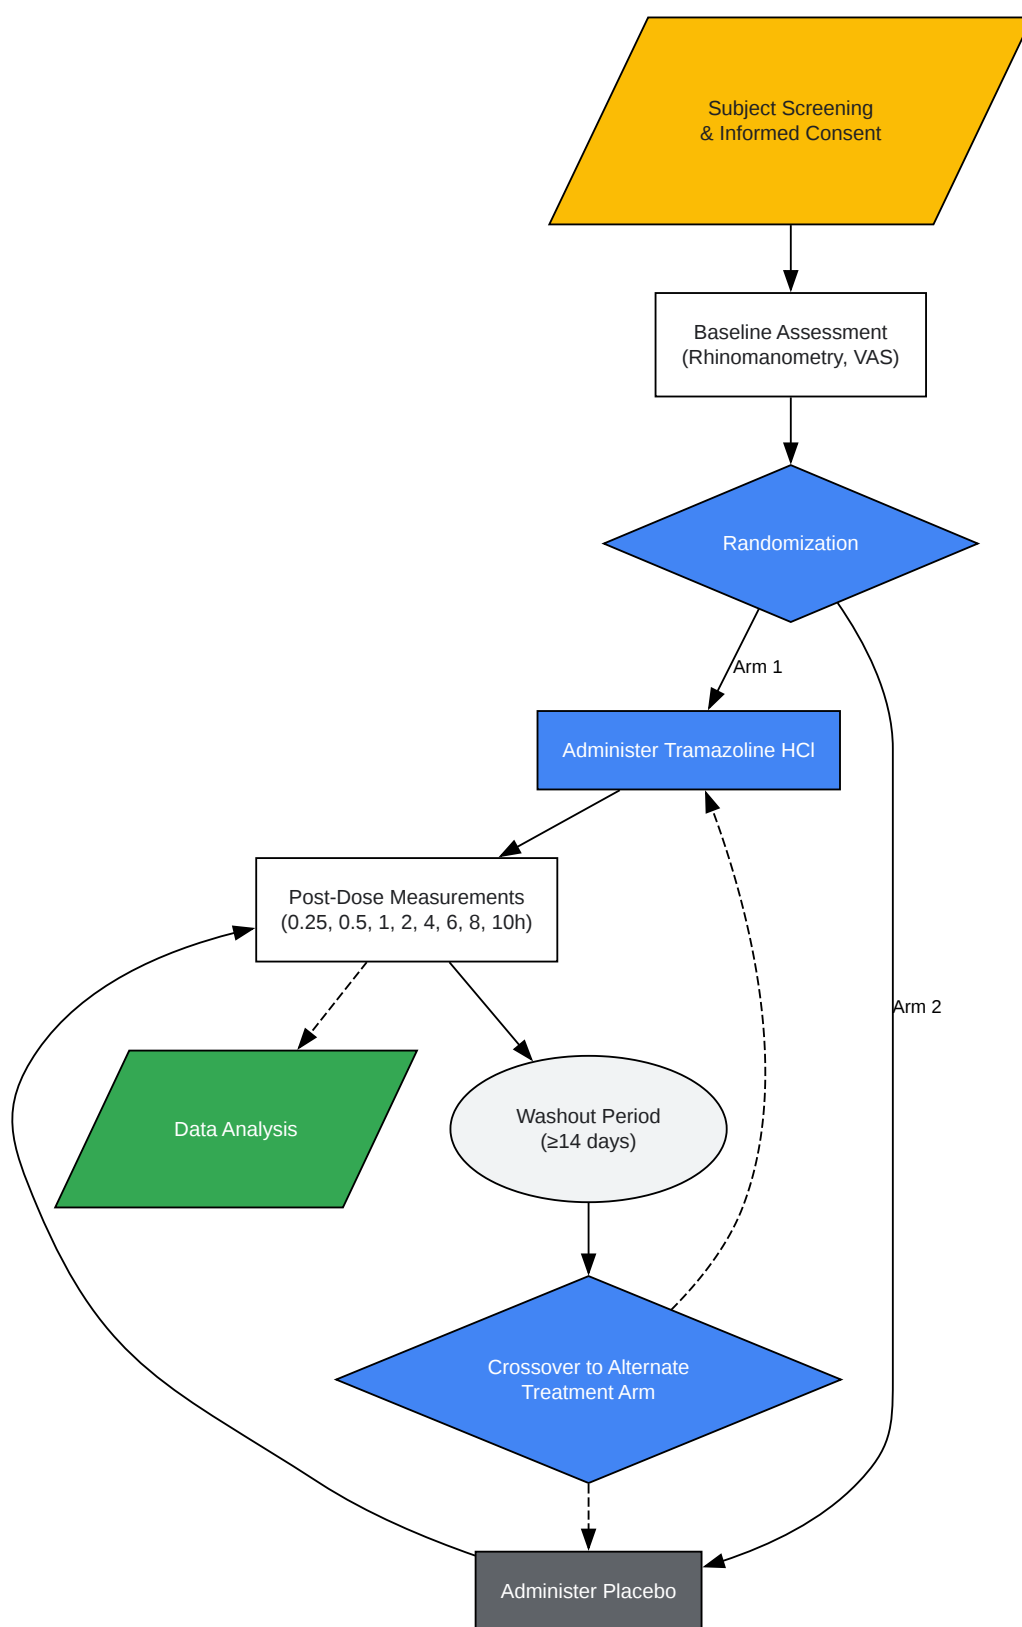 Subject Screening
& Informed Consent
Baseline Assessment
(Rhinomanometry, VAS)
Randomization
Arm 1
Administer Tramazoline HCl
Post-Dose Measurements
(0.25, 0.5, 1, 2, 4, 6, 8, 10h)
Arm 2
Data Analysis
Washout Period
(≥14 days)
Crossover to Alternate
Treatment Arm
Administer Placebo